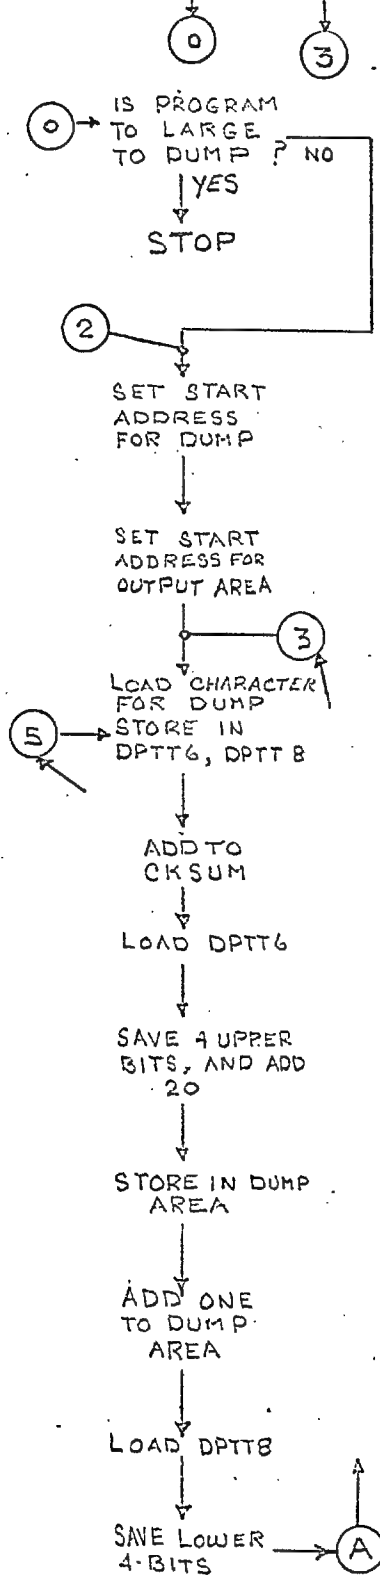 0
3
0
IS PROGRAM
TO LARGE
TO DUMP ? NO
YES
STOP
2
SET START
ADDRESS
FOR DUMP
SET START
ADDRESS FOR
OUTPUT AREA
3
LOAD CHARACTER
FOR DUMP
5
STORE IN
DPTT6, DPTT8
ADD TO
CKSUM
LOAD DPTT6
SAVE 4 UPPER
BITS, AND ADD
20
STORE IN DUMP
AREA
ADD ONE
TO DUMP
AREA
LOAD DPTT8
SAVE LOWER
4-BITS
A